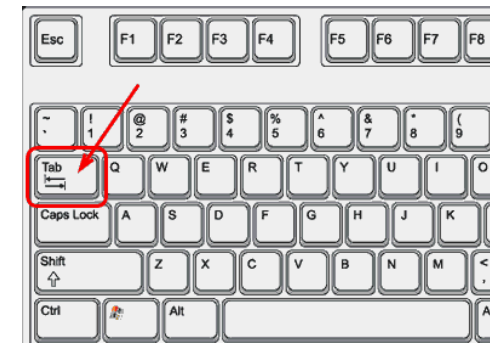 Esc F1 F2 F3 F4 F5 F6 F7 F8
~ ! @ # $ % ^ & * (
` 1 2 3 4 5 6 7 8 9
Tab Q W E R T Y U I O
Caps Lock A S D F G H J K
Shift Z X C V B N M <
,
Ctrl Alt A